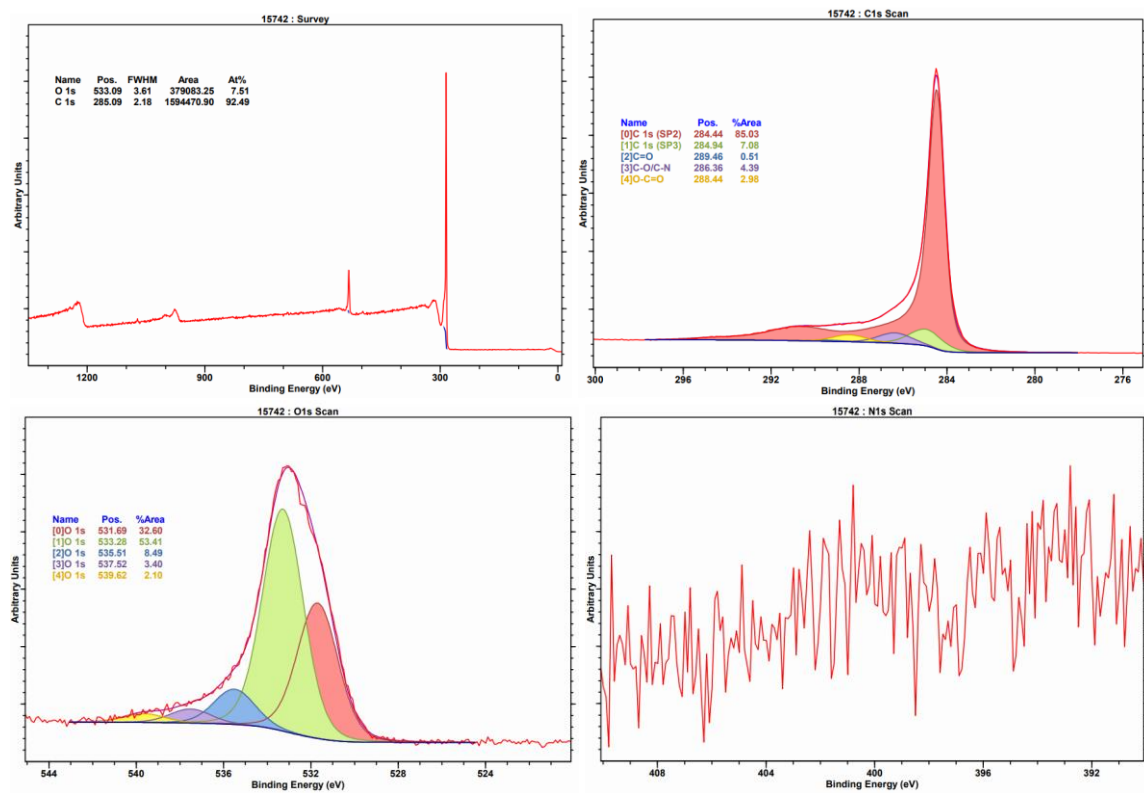 15742 : Survey
Name Pos. FWHM Area At%
O 1s 533.09 3.61 379083.25 7.51
C 1s 285.09 2.18 1594470.90 92.49
Arbitrary Units
1200 900 600 300 0
Binding Energy (eV)
15742 : C1s Scan
Name Pos. %Area
[0]C 1s (SP2) 284.44 85.03
[1]C 1s (SP3) 284.94 7.08
[2]C=O 289.46 0.51
[3]C-O/C-N 286.36 4.39
[4]O-C=O 288.44 2.98
Arbitrary Units
300 296 292 288 284 280 276
Binding Energy (eV)
15742 : O1s Scan
Name Pos. %Area
[0]O 1s 531.69 32.60
[1]O 1s 533.28 53.41
[2]O 1s 535.51 8.49
[3]O 1s 537.52 3.40
[4]O 1s 539.62 2.10
Arbitrary Units
544 540 536 532 528 524
Binding Energy (eV)
15742 : N1s Scan
Arbitrary Units
408 404 400 396 392
Binding Energy (eV)